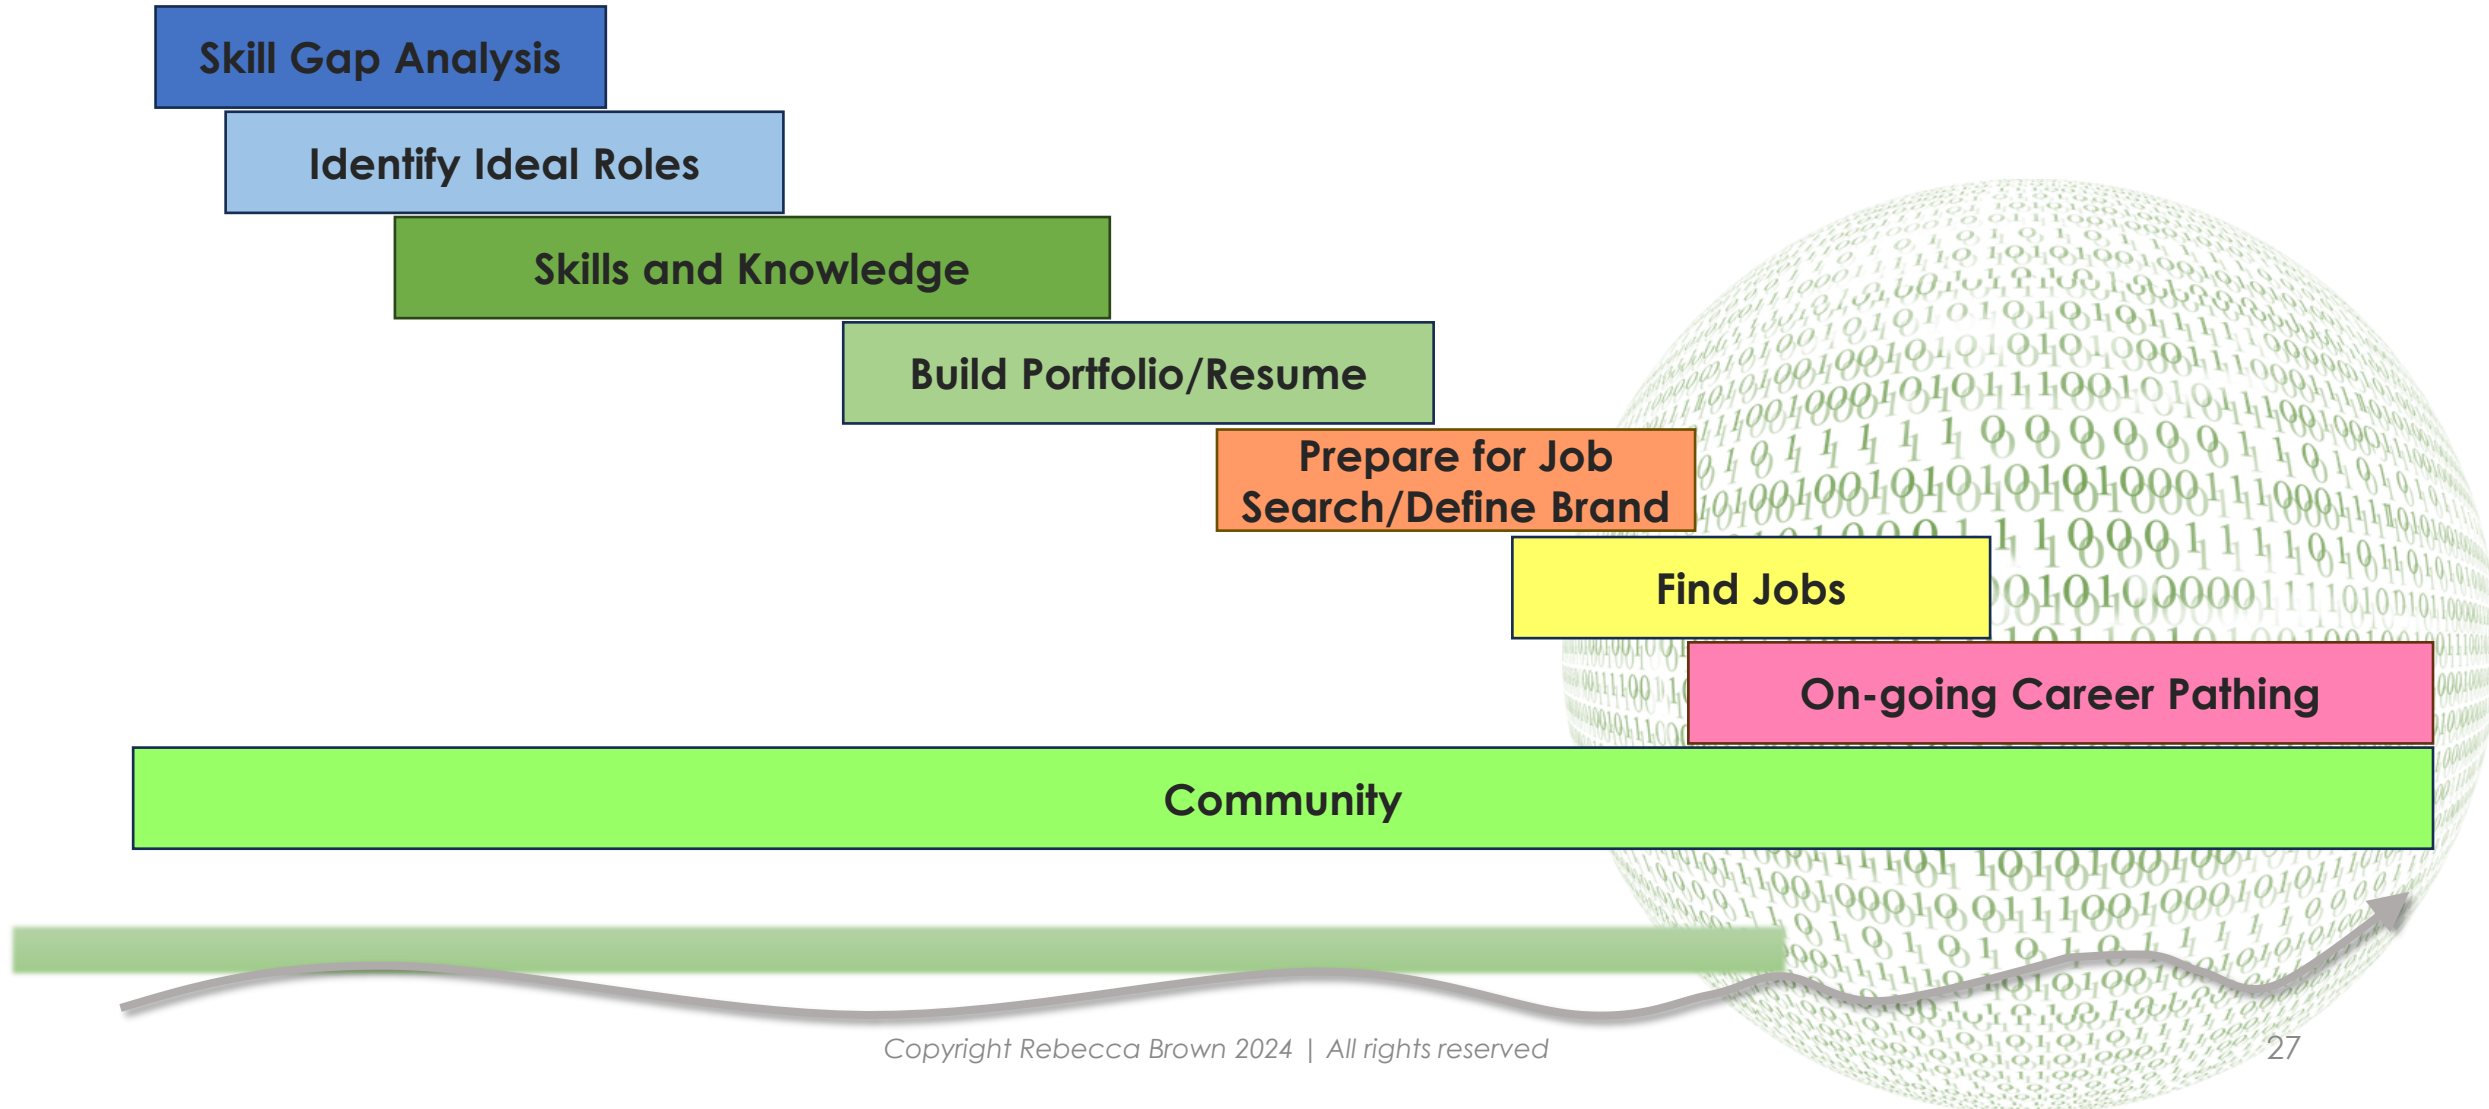 Skill Gap Analysis
Identify Ideal Roles
Skills and Knowledge
Build Portfolio/Resume
Prepare for Job
Search/Define Brand
Find Jobs
On-going Career Pathing
Community
Copyright Rebecca Brown 2024 | All rights reserved
27